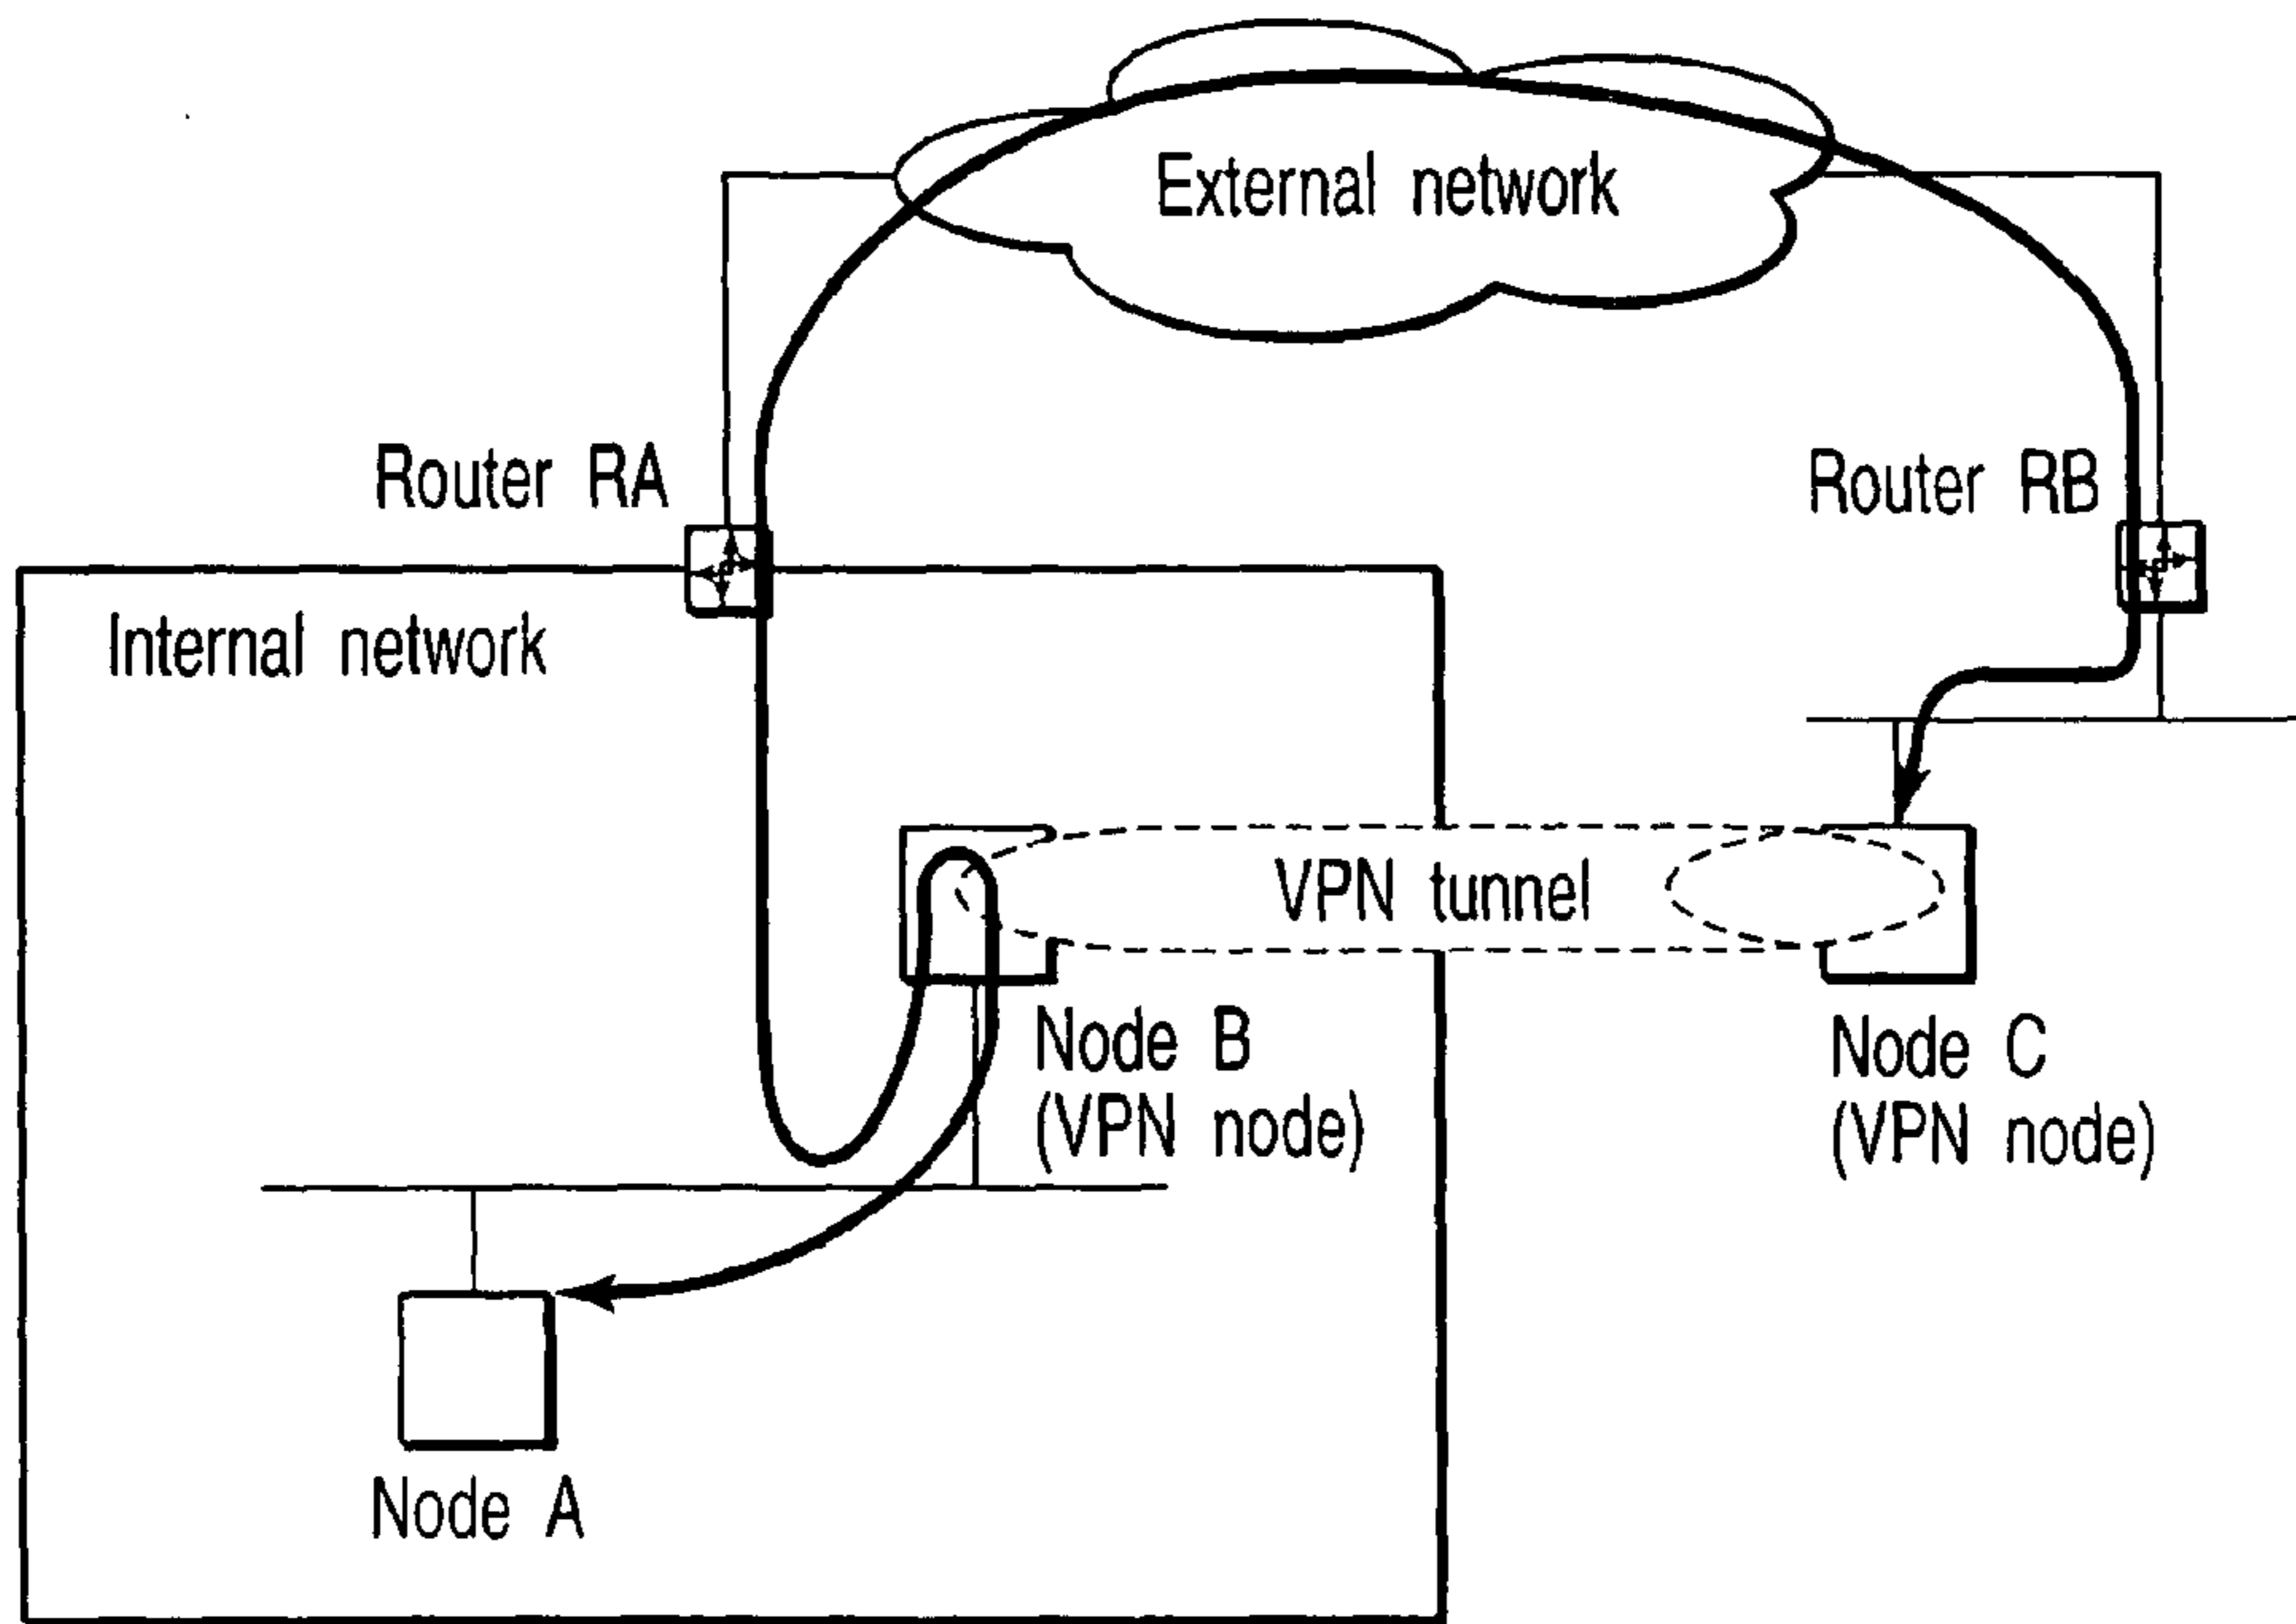 External network
Router RA
Router RB
Internal network
VPN tunnel
Node B
(VPN node)
Node C
(VPN node)
Node A